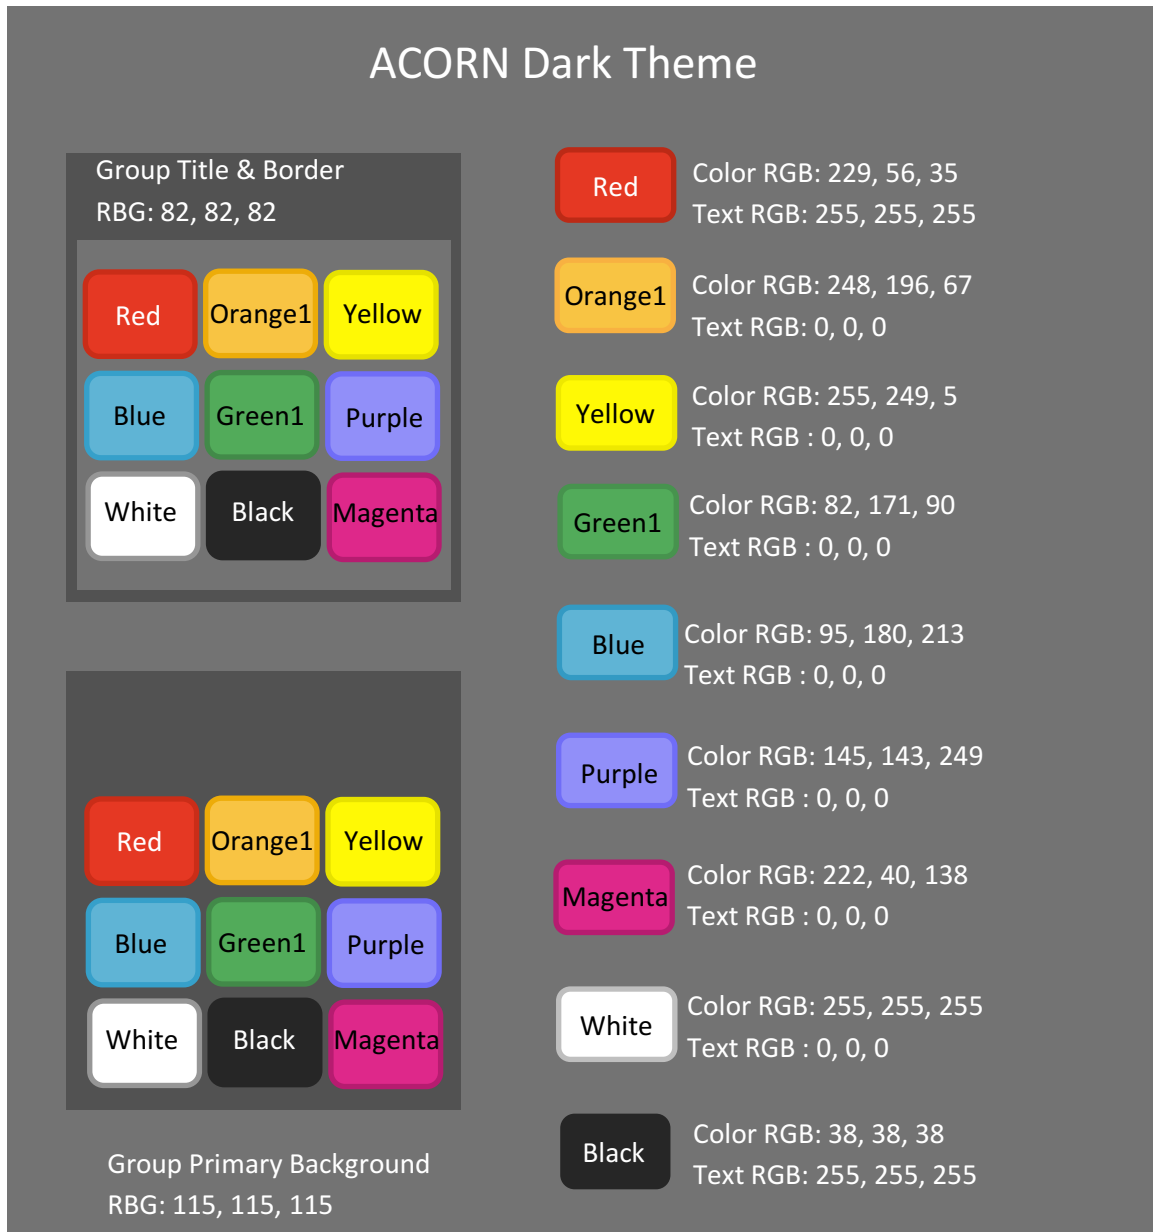 ACORN Dark Theme
Group Title & Border
RBG: 82, 82, 82
Red
Orange1
Yellow
Blue
Green1
Purple
White
Black
Magenta
Red
Orange1
Yellow
Blue
Green1
Purple
White
Black
Magenta
Group Primary Background
RBG: 115, 115, 115
Red
Color RGB: 229, 56, 35
Text RGB: 255, 255, 255
Orange1
Color RGB: 248, 196, 67
Text RGB: 0, 0, 0
Yellow
Color RGB: 255, 249, 5
Text RGB : 0, 0, 0
Green1
Color RGB: 82, 171, 90
Text RGB : 0, 0, 0
Blue
Color RGB: 95, 180, 213
Text RGB : 0, 0, 0
Purple
Color RGB: 145, 143, 249
Text RGB : 0, 0, 0
Magenta
Color RGB: 222, 40, 138
Text RGB : 0, 0, 0
White
Color RGB: 255, 255, 255
Text RGB : 0, 0, 0
Black
Color RGB: 38, 38, 38
Text RGB: 255, 255, 255